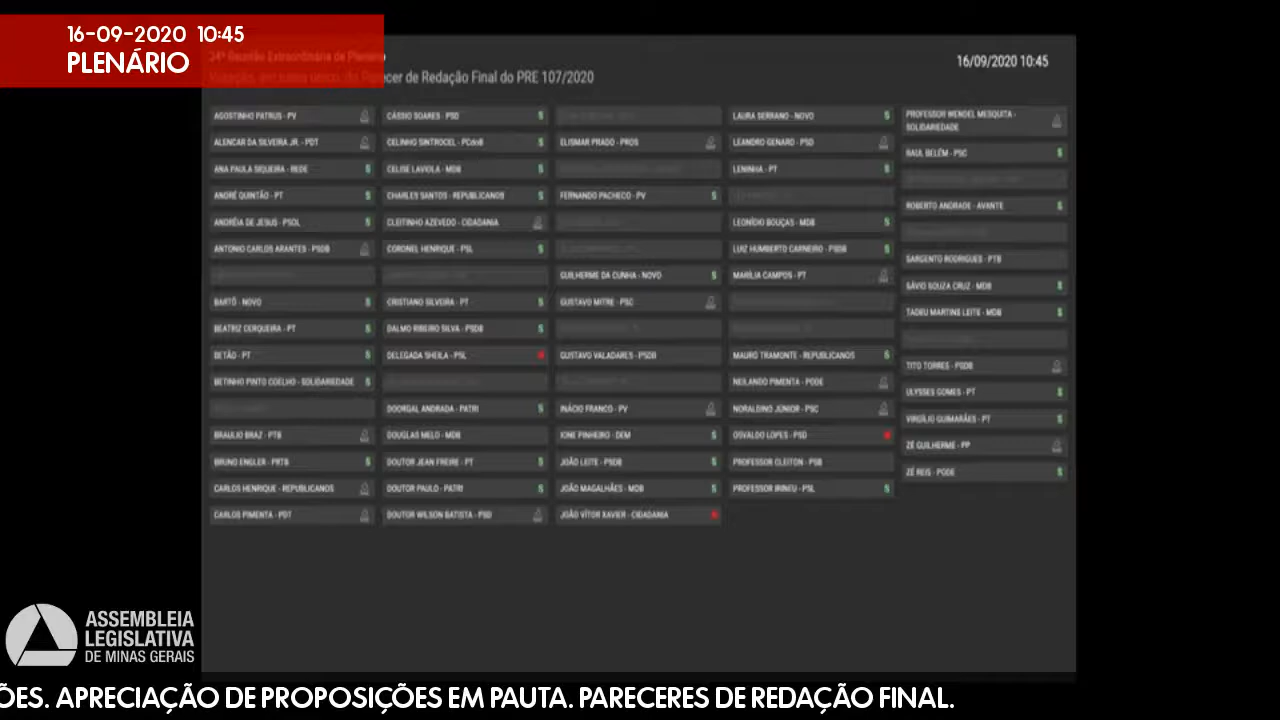 16-09-2020 10:45
PLENÁRIO
34ª Reunião Extraordinária de Plenário
Redação Final do PRE 107/2020
16/09/2020 10:45
AGOSTINHO PATRUS - PV
ALENCAR DA SILVEIRA JR. - PDT
ANA PAULA SIQUEIRA - REDE S
ANDRÉ QUINTÃO - PT S
ANDRÉIA DE JESUS - PSOL S
ANTONIO CARLOS ARANTES - PSDB
BARTÔ - NOVO S
BEATRIZ CERQUEIRA - PT S
BETÃO - PT S
BETINHO PINTO COELHO - SOLIDARIEDADE S
BRAULIO BRAZ - PTB
BRUNO ENGLER - PRTB S
CARLOS HENRIQUE - REPUBLICANOS
CARLOS PIMENTA - PDT
CÁSSIO SOARES - PSD S
CELINHO SINTROCEL - PCdoB S
CELISE LAVIOLA - MDB S
CHARLES SANTOS - REPUBLICANOS S
CLEITINHO AZEVEDO - CIDADANIA
CORONEL HENRIQUE - PSL S
CRISTIANO SILVEIRA - PT S
DALMO RIBEIRO SILVA - PSDB S
DELEGADA SHEILA - PSL
DOORGAL ANDRADA - PATRI S
DOUGLAS MELO - MDB
DOUTOR JEAN FREIRE - PT S
DOUTOR PAULO - PATRI S
DOUTOR WILSON BATISTA - PSD
ELISMAR PRADO - PROS
FERNANDO PACHECO - PV S
GUILHERME DA CUNHA - NOVO S
GUSTAVO MITRE - PSC
GUSTAVO VALADARES - PSDB
INÁCIO FRANCO - PV
IONE PINHEIRO - DEM S
JOÃO LEITE - PSDB S
JOÃO MAGALHÃES - MDB S
JOÃO VÍTOR XAVIER - CIDADANIA
LAURA SERRANO - NOVO S
LEANDRO GENARO - PSD
LENINHA - PT S
LEONÍDIO BOUÇAS - MDB S
LUIZ HUMBERTO CARNEIRO - PSDB S
MARÍLIA CAMPOS - PT
MAURO TRAMONTE - REPUBLICANOS S
NEILANDO PIMENTA - PODE
NORALDINO JÚNIOR - PSC
OSVALDO LOPES - PSD
PROFESSOR CLEITON - PSB
PROFESSOR IRINEU - PSL S
PROFESSOR WENDEL MESQUITA -
SOLIDARIEDADE
RAUL BELÉM - PSC S
ROBERTO ANDRADE - AVANTE S
SARGENTO RODRIGUES - PTB
SÁVIO SOUZA CRUZ - MDB S
TADEU MARTINS LEITE - MDB S
TITO TORRES - PSDB
ULYSSES GOMES - PT S
VIRGÍLIO GUIMARÃES - PT S
ZÉ GUILHERME - PP
ZÉ REIS - PODE S
ASSEMBLEIA
LEGISLATIVA
DE MINAS GERAIS
ÕES. APRECIAÇÃO DE PROPOSIÇÕES EM PAUTA. PARECERES DE REDAÇÃO FINAL.